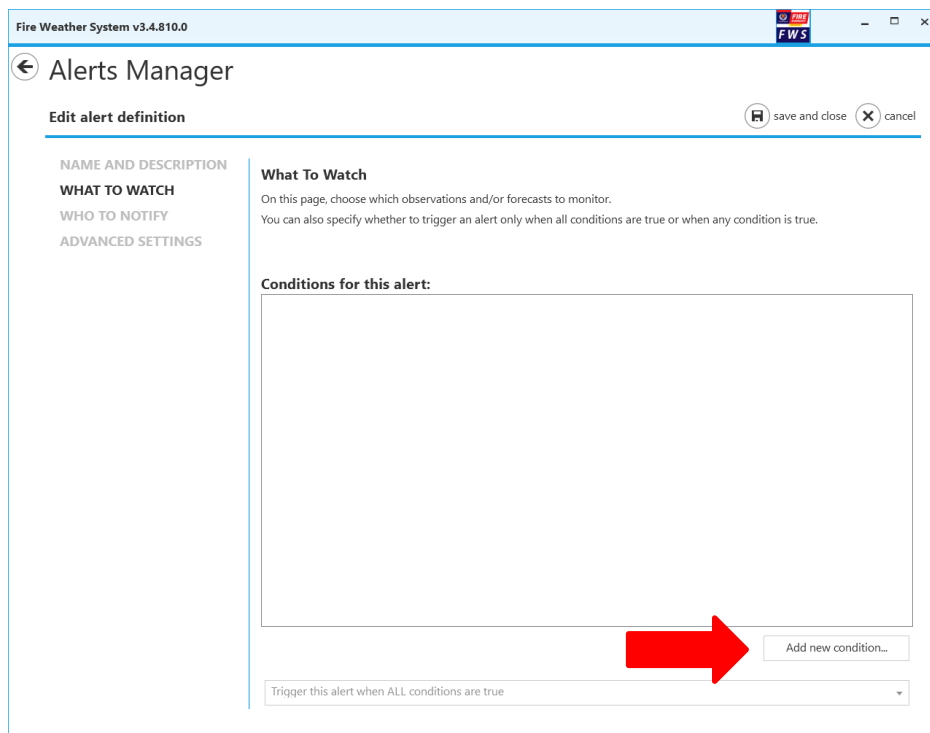 Fire Weather System v3.4.810.0
FIRE
FWS
Alerts Manager
Edit alert definition
save and close
cancel
NAME AND DESCRIPTION
WHAT TO WATCH
WHO TO NOTIFY
ADVANCED SETTINGS
What To Watch
On this page, choose which observations and/or forecasts to monitor.
You can also specify whether to trigger an alert only when all conditions are true or when any condition is true.
Conditions for this alert:
Add new condition...
Trigger this alert when ALL conditions are true